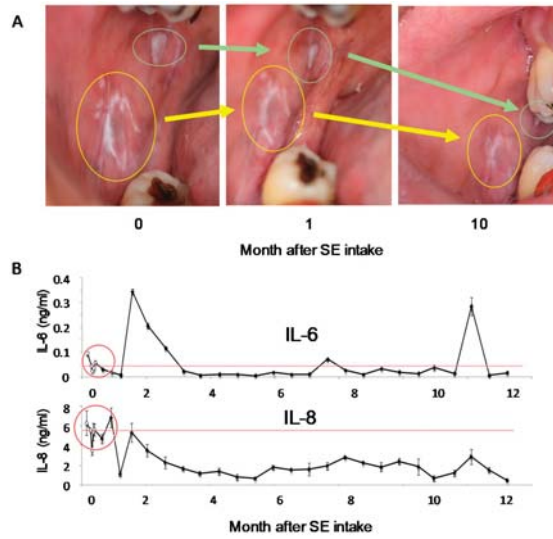 A
0 1 10
Month after SE intake
B
IL-6 (ng/ml)
0.4
0.3
0.2
0.1
0
IL-6
0 2 4 6 8 10 12
IL-8 (ng/ml)
8
6
4
2
0
IL-8
0 2 4 6 8 10 12
Month after SE intake